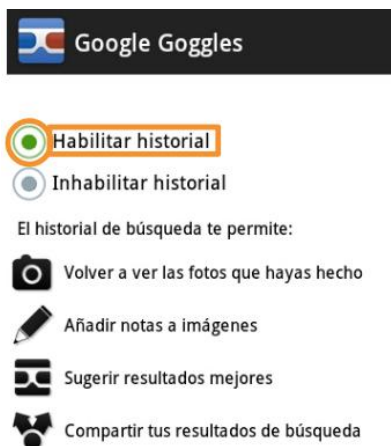 Google Goggles
Habilitar historial
Inhabilitar historial
El historial de búsqueda te permite:
Volver a ver las fotos que hayas hecho
Añadir notas a imágenes
Sugerir resultados mejores
Compartir tus resultados de búsqueda